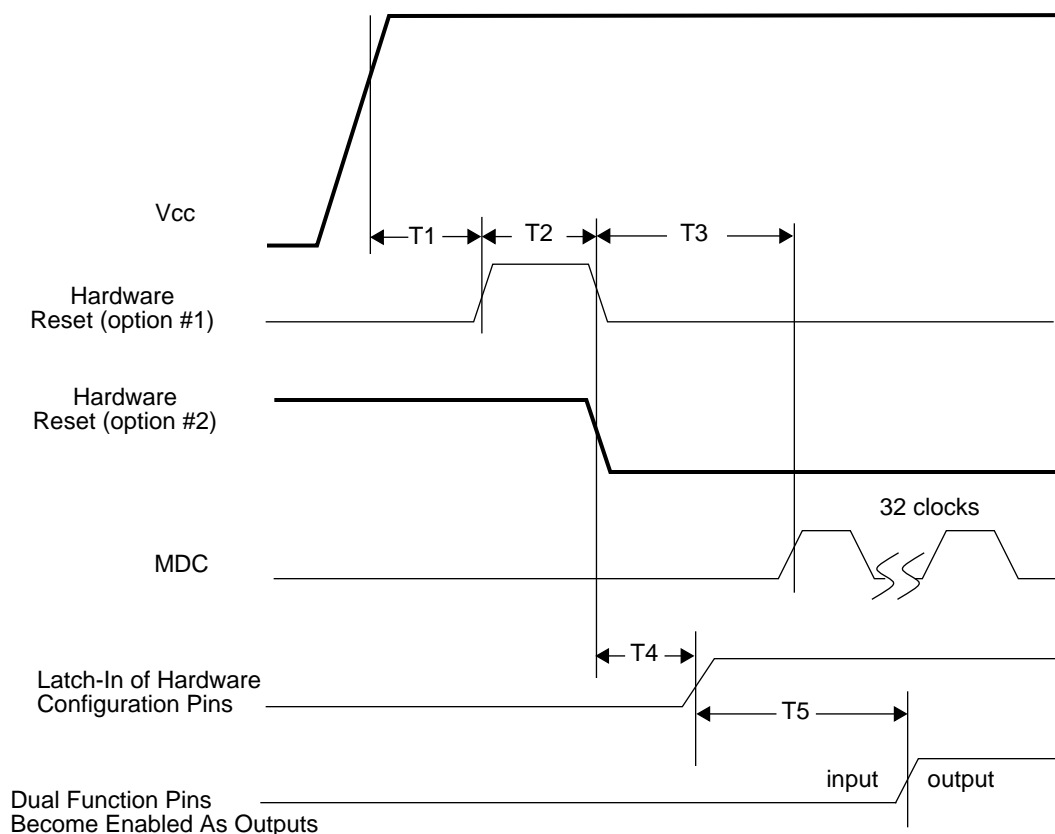 Vcc
T1
T2
T3
Hardware
Reset (option #1)
Hardware
Reset (option #2)
32 clocks
MDC
T4
Latch-In of Hardware
Configuration Pins
T5
input
output
Dual Function Pins
Become Enabled As Outputs